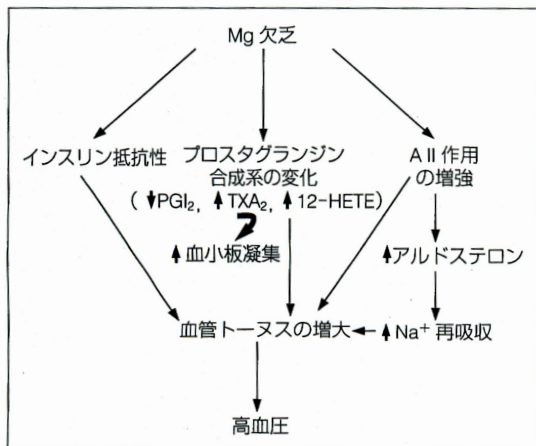 Mg 欠乏
インスリン抵抗性
プロスタグランジン
合成系の変化
( ⬇PGI₂, ⬆TXA₂, ⬆12-HETE)
⬆血小板凝集
AⅡ作用
の増強
⬆アルドステロン
血管トーヌスの増大
⬆Na⁺再吸収
高血圧